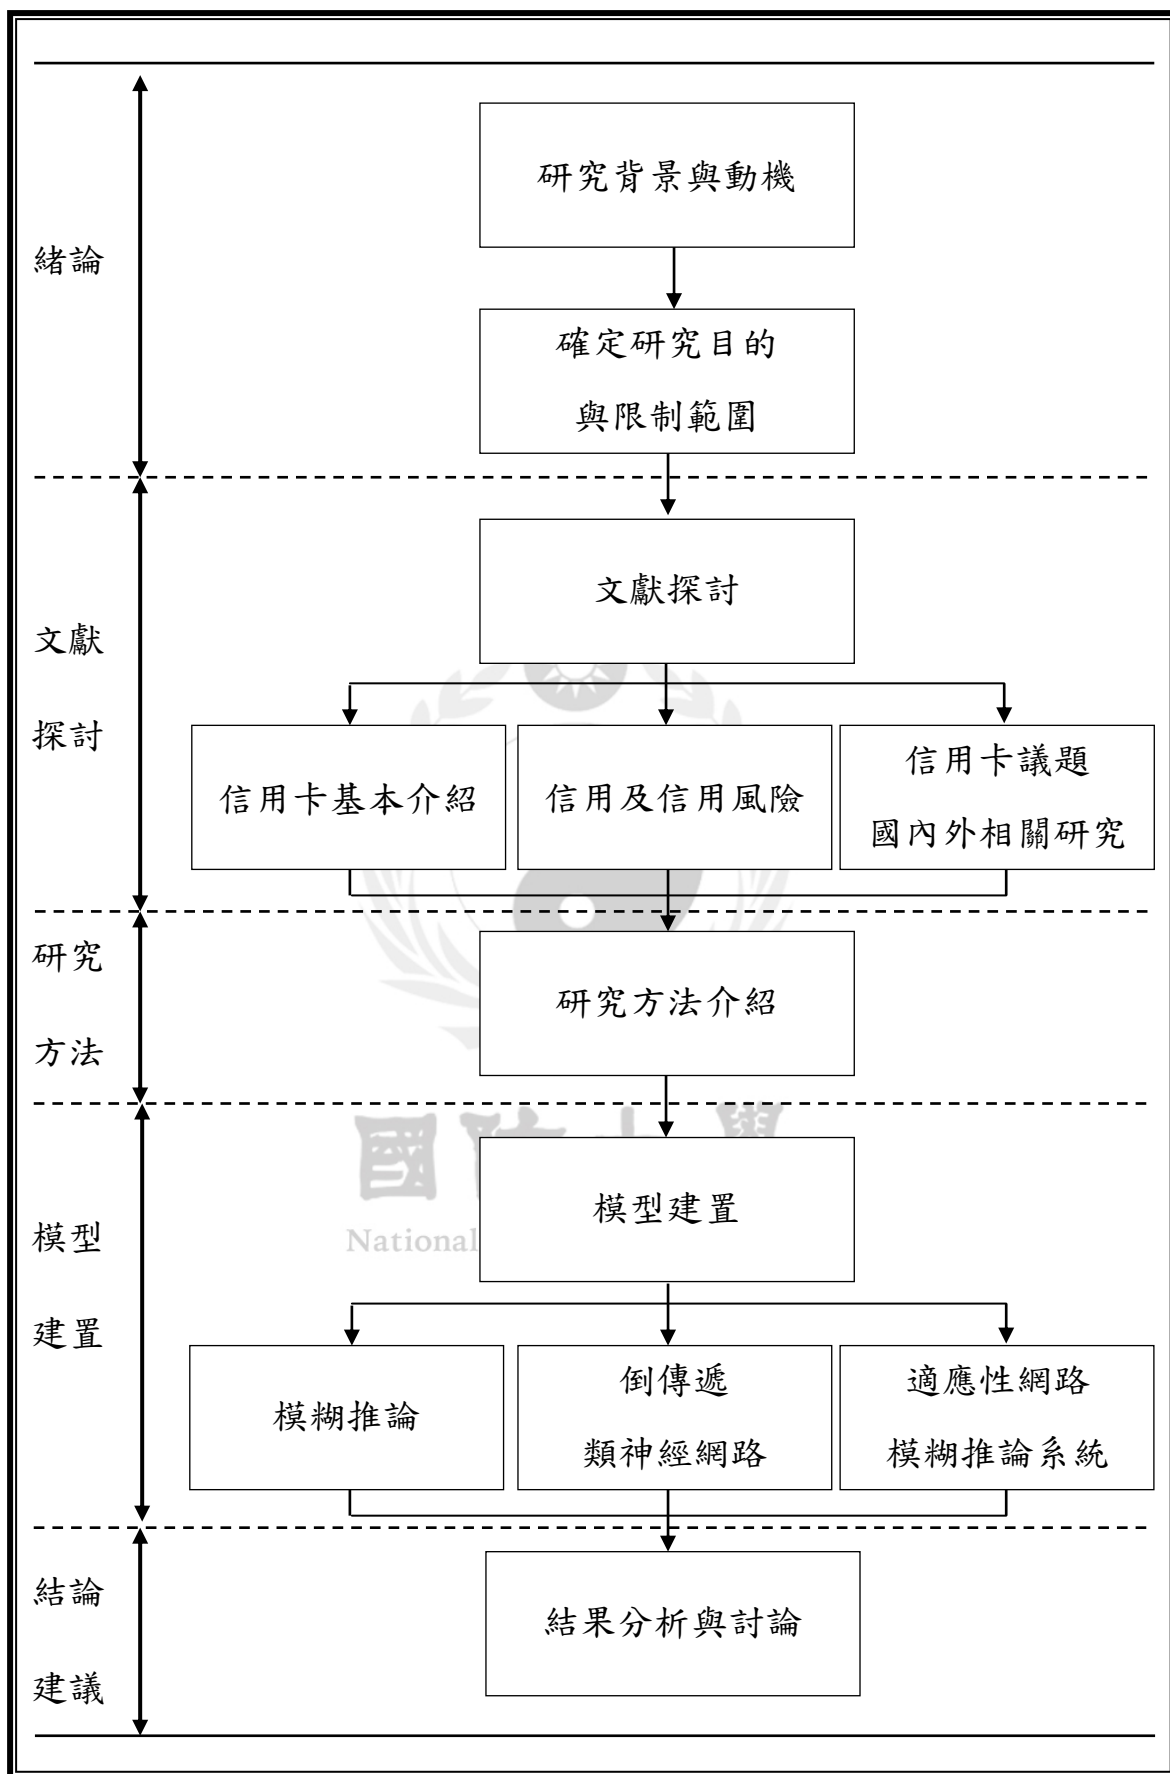 緒論
研究背景與動機
確定研究目的
與限制範圍
文獻
探討
文獻探討
信用卡基本介紹
信用及信用風險
信用卡議題
國內外相關研究
研究
方法
研究方法介紹
模型
建置
國防大學
National
模型建置
模糊推論
倒傳遞
類神經網路
適應性網路
模糊推論系統
結論
建議
結果分析與討論